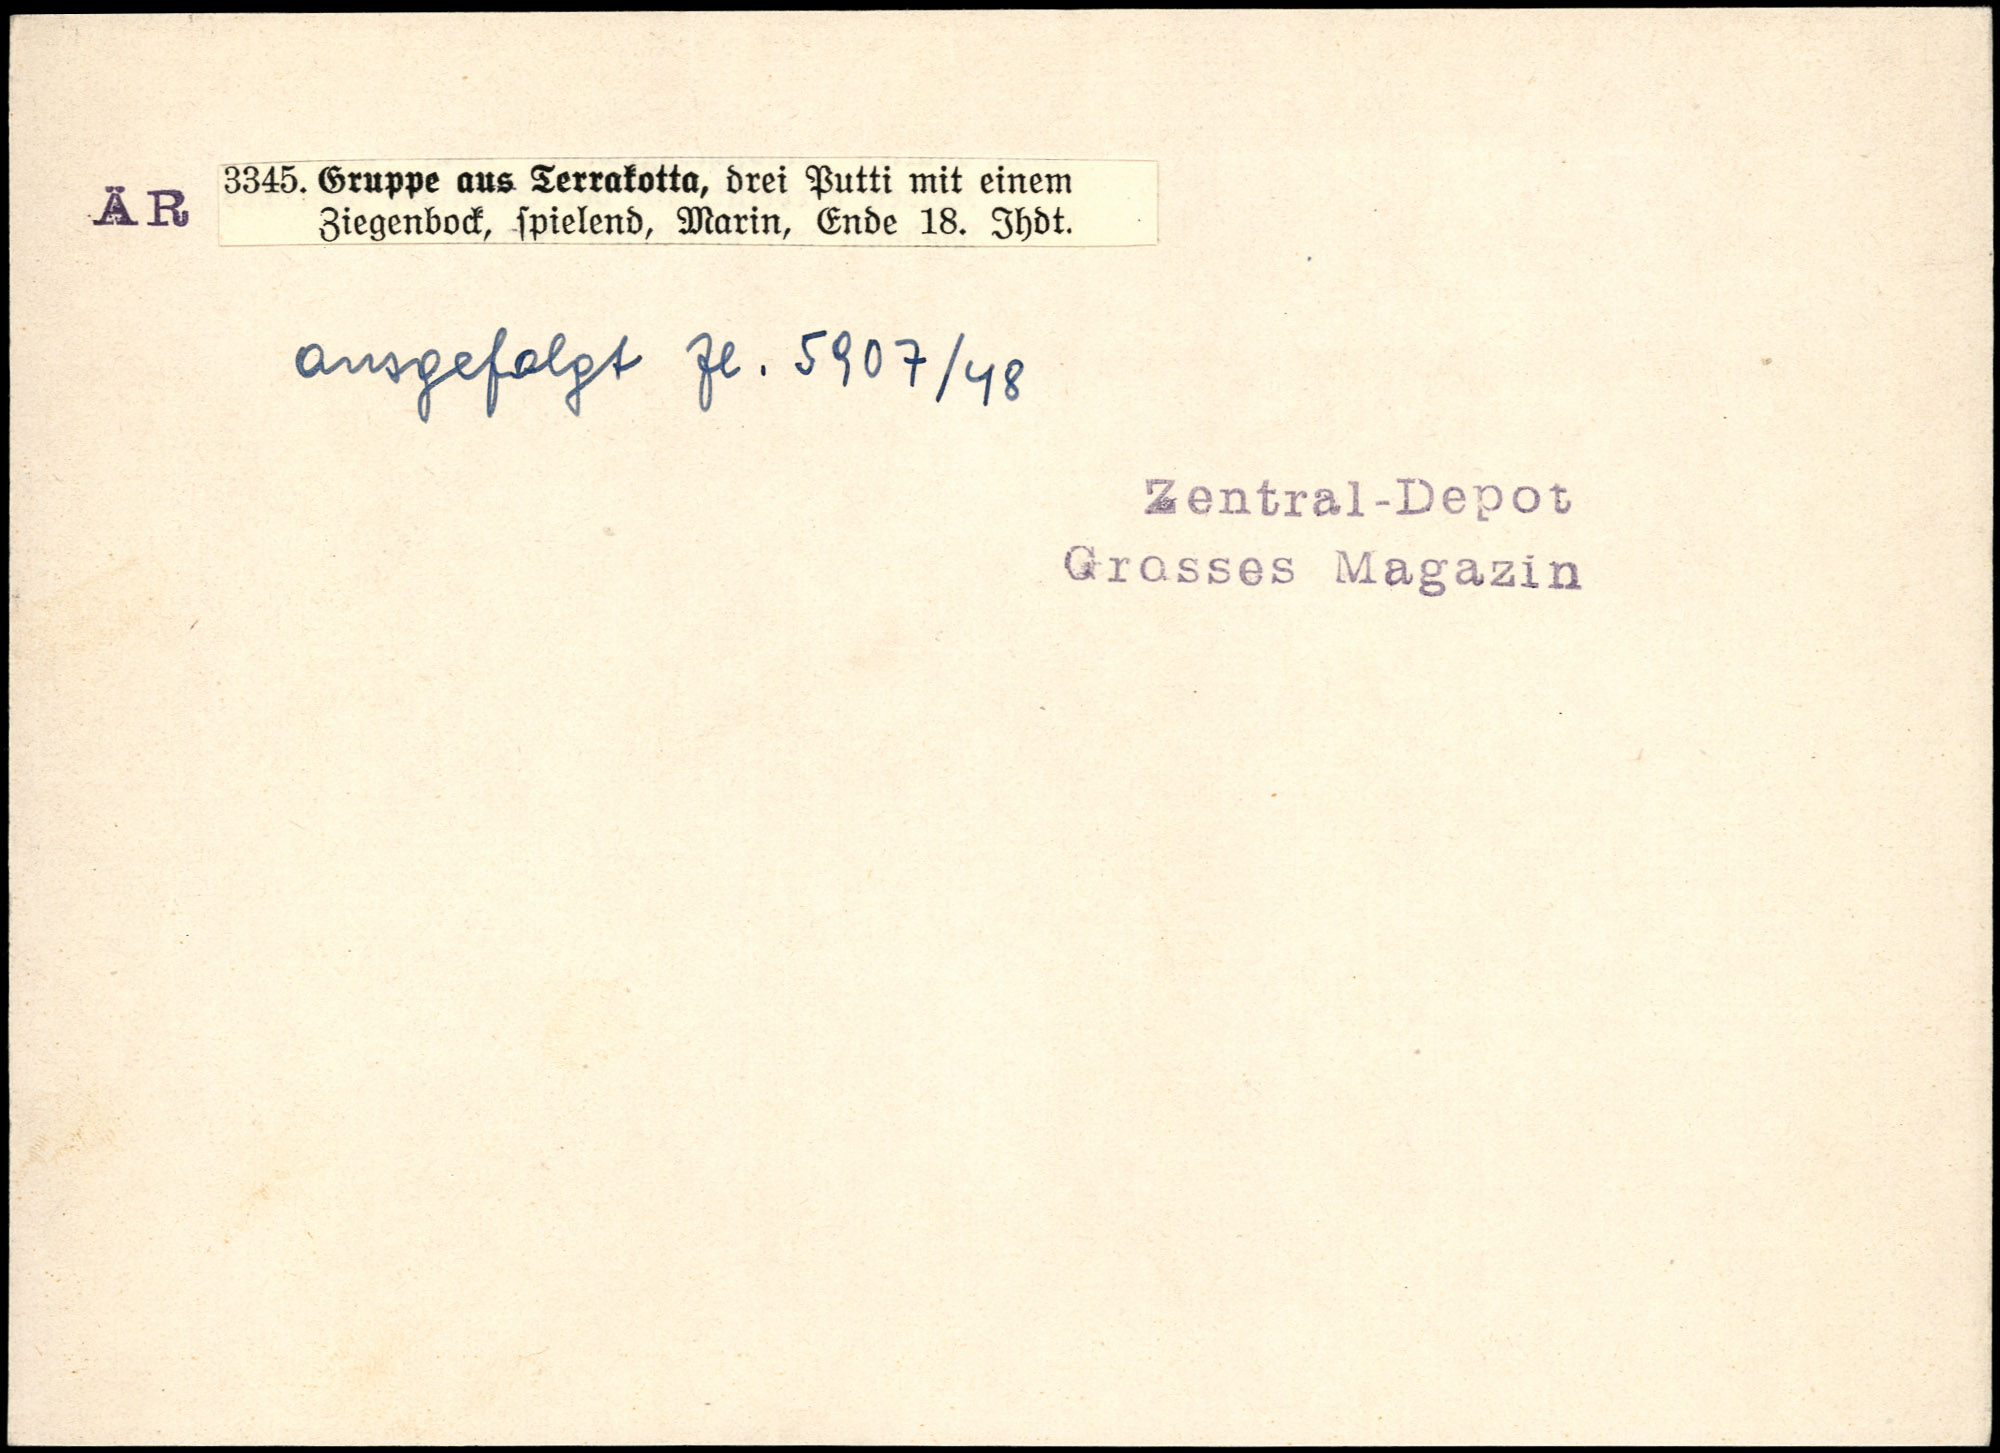 ÄR 3345. Gruppe aus Terrakotta, drei Putti mit einem
Ziegenbock, spielend, Marin, Ende 18. Jhdt.
ausgefolgt Zl. 5907/48
Zentral-Depot
Grosses Magazin